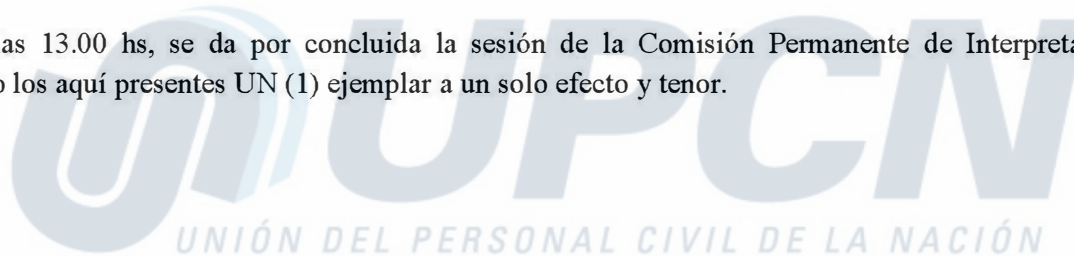 as 13.00 hs, se da por concluida la sesión de la Comisión Permanente de Interpreta
los aquí presentes UN (1) ejemplar a un solo efecto y tenor.
UPCN
UNIÓN DEL PERSONAL CIVIL DE LA NACIÓN